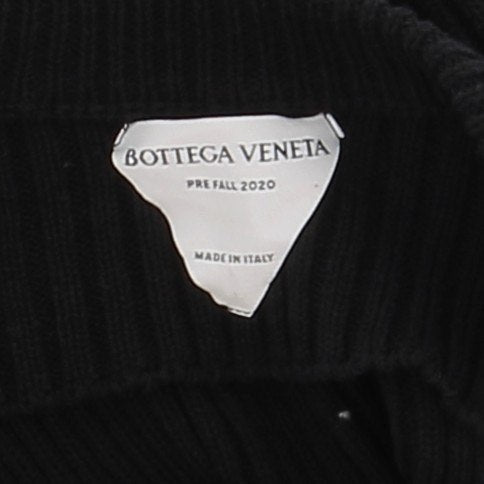 BOTTEGA VENETA
PRE FALL 2020
MADE IN ITALY